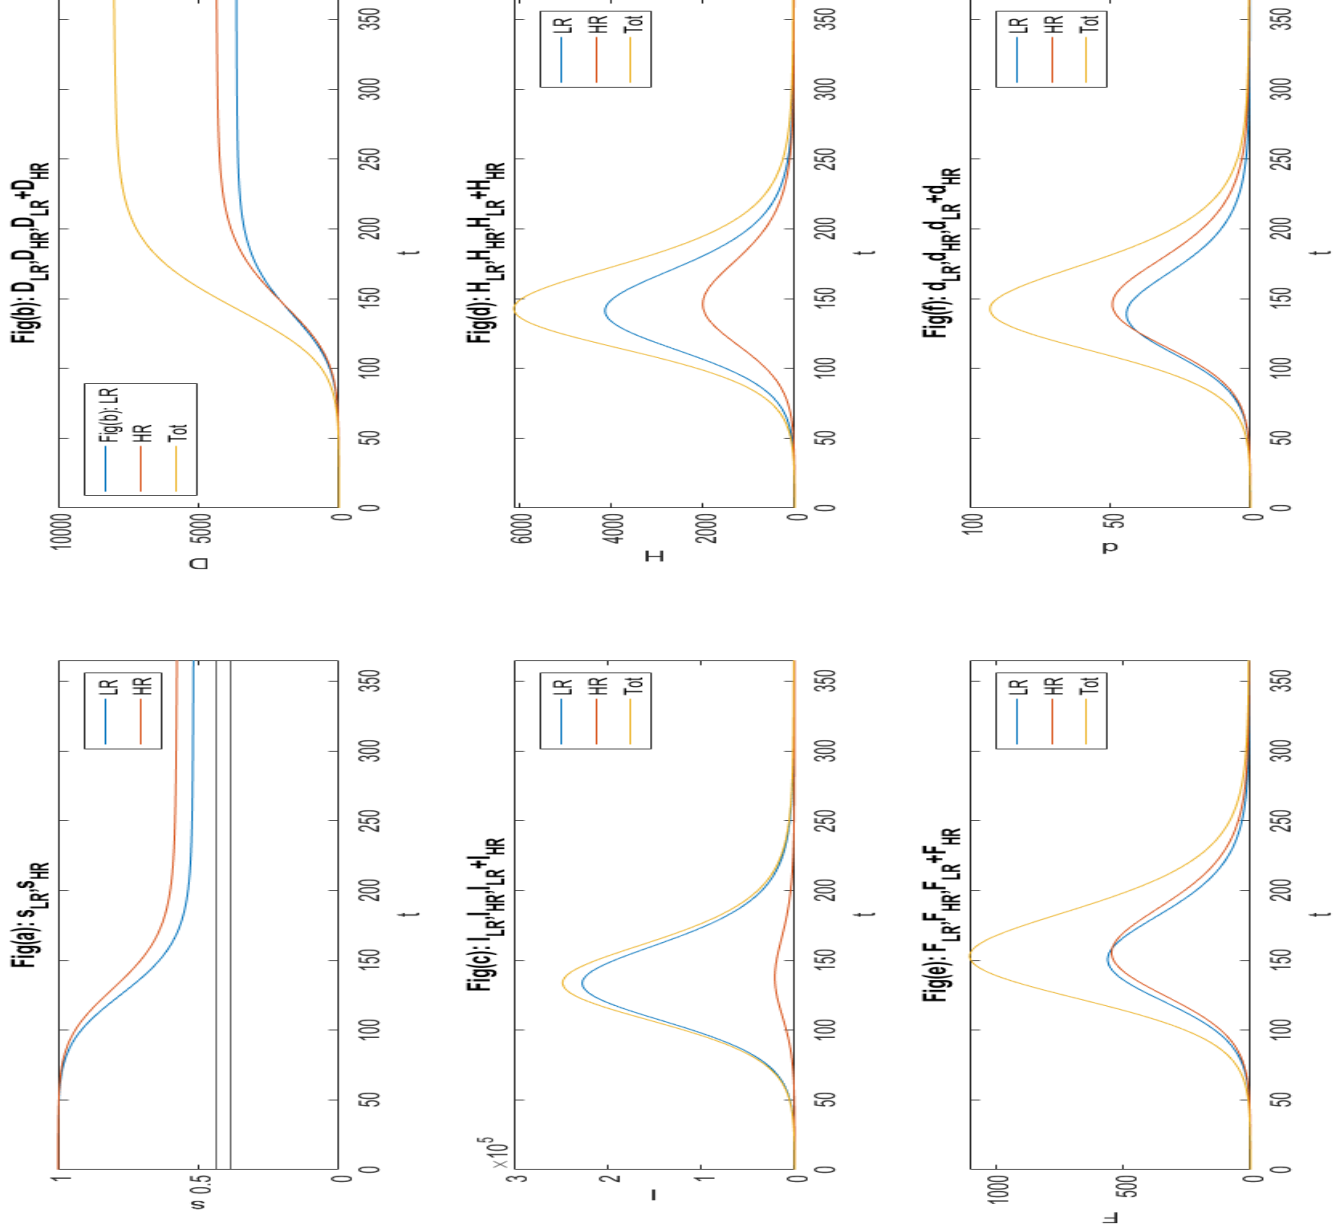 Fig(a): s_LR,s_HR
1
0.5
0
s
0 50 100 150 200 250 300 350
t
LR
HR
Fig(b): D_LR,D_HR,D_LR+D_HR
10000
5000
0
D
0 50 100 150 200 250 300 350
t
Fig(b): LR
HR
Tot
Fig(c): I_LR,I_HR,I_LR+I_HR
×10^5
3
2
1
0
I
0 50 100 150 200 250 300 350
t
LR
HR
Tot
Fig(d): H_LR,H_HR,H_LR+H_HR
6000
4000
2000
0
H
0 50 100 150 200 250 300 350
t
LR
HR
Tot
Fig(e): F_LR,F_HR,F_LR+F_HR
1000
500
0
F
0 50 100 150 200 250 300 350
t
LR
HR
Tot
Fig(f): d_LR,d_HR,d_LR+d_HR
100
50
0
d
0 50 100 150 200 250 300 350
t
LR
HR
Tot